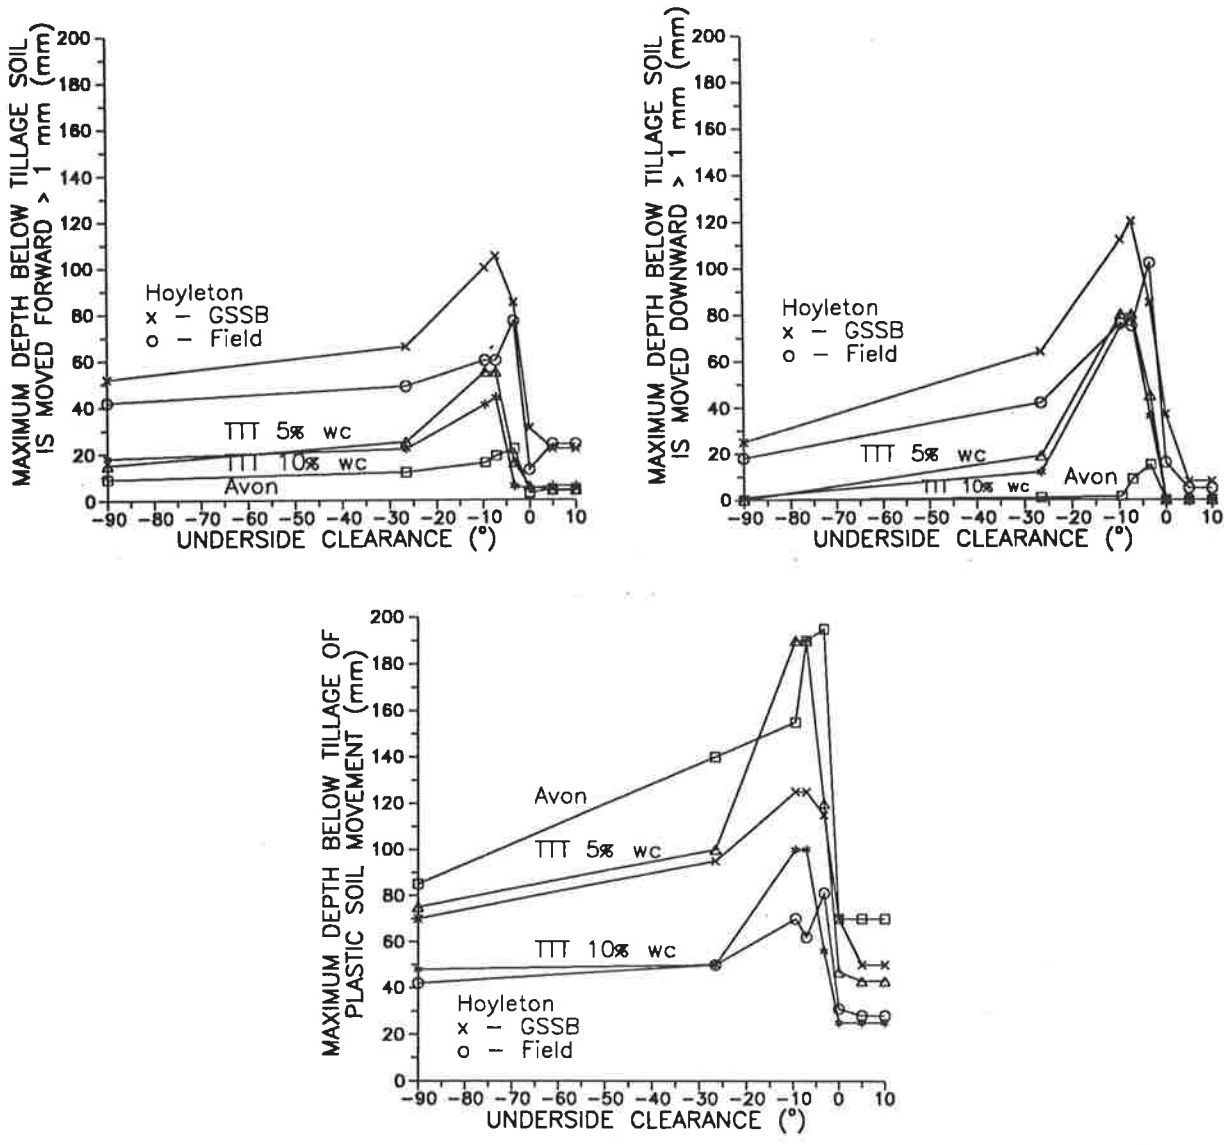 MAXIMUM DEPTH BELOW TILLAGE SOIL
IS MOVED FORWARD > 1 mm (mm)
200
180
160
140
120
100
80
60
40
20
0
Hoyleton
x – GSSB
o – Field
TTT 5% wc
TTT 10% wc
Avon
−90 −80 −70 −60 −50 −40 −30 −20 −10 0 10
UNDERSIDE CLEARANCE (°)
MAXIMUM DEPTH BELOW TILLAGE SOIL
IS MOVED DOWNWARD > 1 mm (mm)
200
180
160
140
120
100
80
60
40
20
0
Hoyleton
x – GSSB
o – Field
TTT 5% wc
Avon
TTT 10% wc
−90 −80 −70 −60 −50 −40 −30 −20 −10 0 10
UNDERSIDE CLEARANCE (°)
MAXIMUM DEPTH BELOW TILLAGE OF
PLASTIC SOIL MOVEMENT (mm)
200
180
160
140
120
100
80
60
40
20
0
Avon
TTT 5% wc
TTT 10% wc
Hoyleton
x – GSSB
o – Field
−90 −80 −70 −60 −50 −40 −30 −20 −10 0 10
UNDERSIDE CLEARANCE (°)